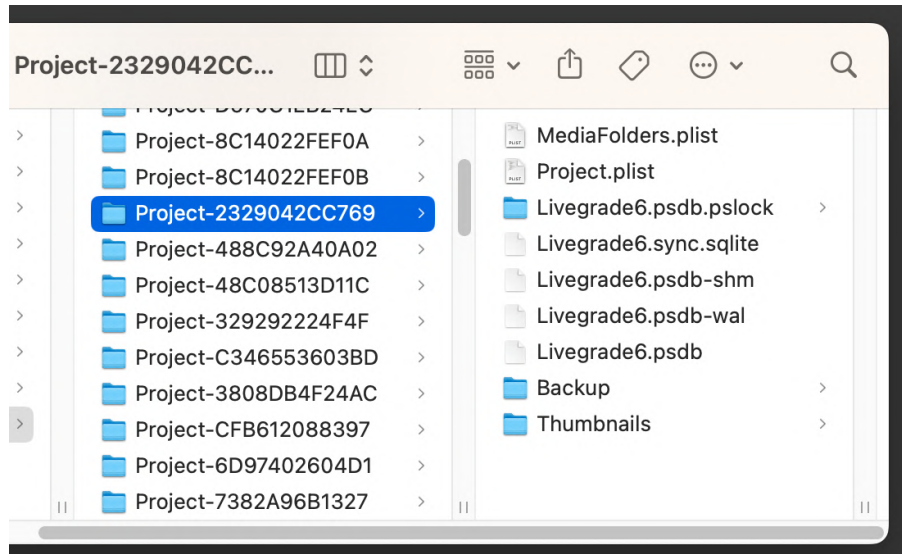 Project-2329042CC...
Project-8C14022FEF0A
Project-8C14022FEF0B
Project-2329042CC769
Project-488C92A40A02
Project-48C08513D11C
Project-329292224F4F
Project-C346553603BD
Project-3808DB4F24AC
Project-CFB612088397
Project-6D97402604D1
Project-7382A96B1327
MediaFolders.plist
Project.plist
Livegrade6.psdb.pslock
Livegrade6.sync.sqlite
Livegrade6.psdb-shm
Livegrade6.psdb-wal
Livegrade6.psdb
Backup
Thumbnails